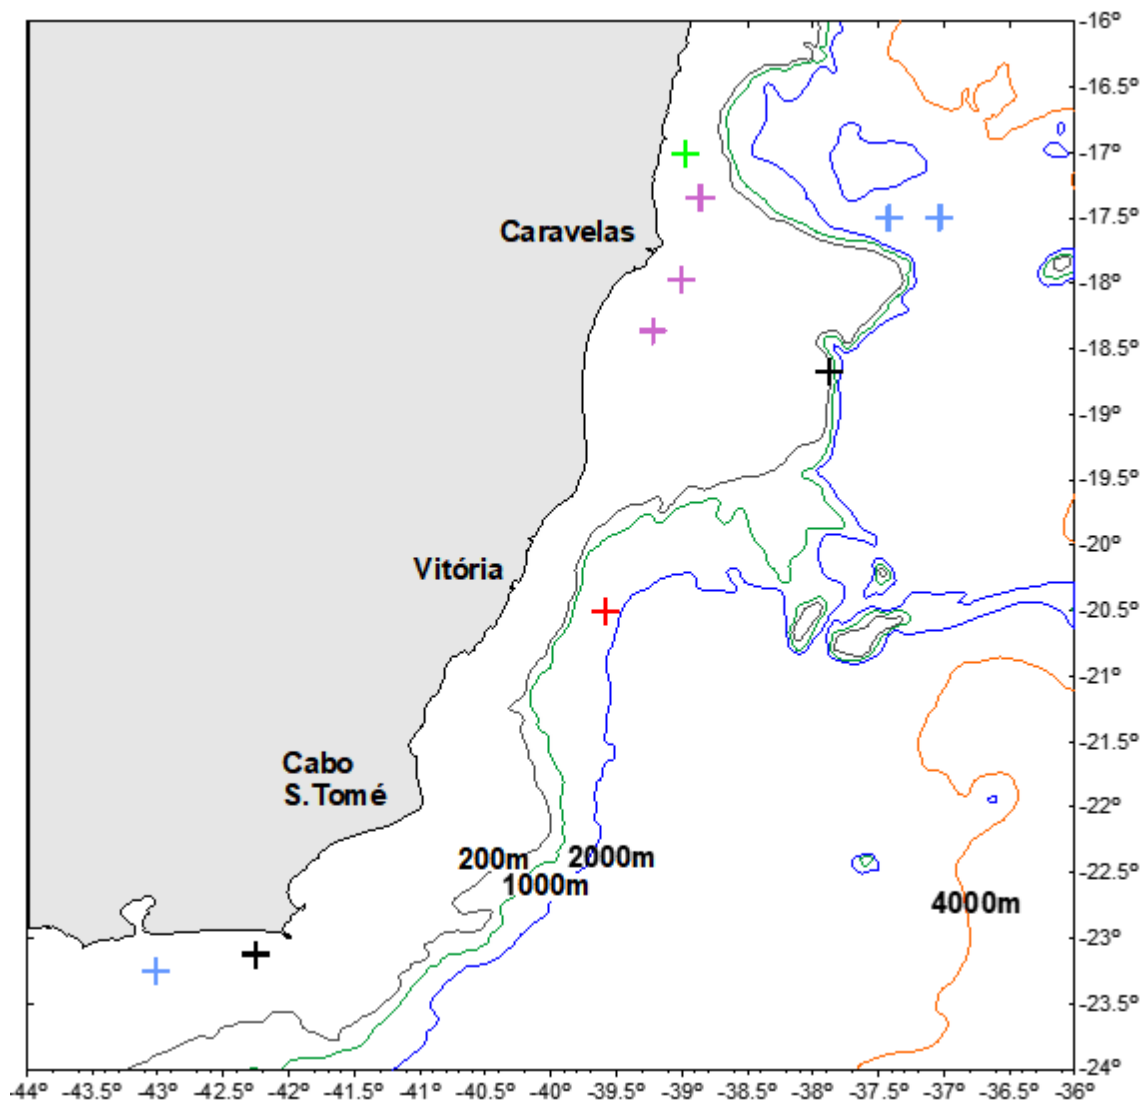 -16º
-16.5º
-17º
Caravelas
-17.5º
-18º
-18.5º
-19º
-19.5º
-20º
Vitória
-20.5º
-21º
-21.5º
Cabo
S.Tomé
-22º
200m
2000m
-22.5º
1000m
4000m
-23º
-23.5º
-24º
-44º
-43.5º
-43º
-42.5º
-42º
-41.5º
-41º
-40.5º
-40º
-39.5º
-39º
-38.5º
-38º
-37.5º
-37º
-36.5º
-36º